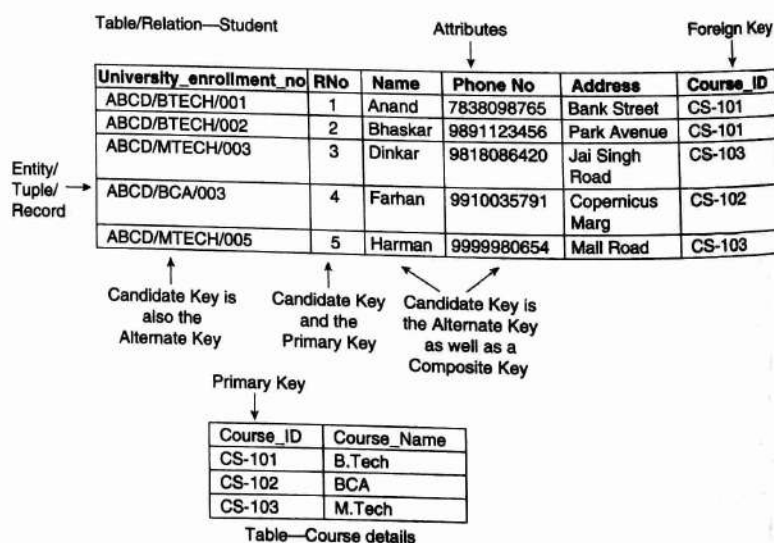 Table/Relation—Student
Attributes
Foreign Key
University_enrollment_no RNo Name Phone No Address Course_ID
ABCD/BTECH/001 1 Anand 7838098765 Bank Street CS-101
ABCD/BTECH/002 2 Bhaskar 9891123456 Park Avenue CS-101
ABCD/MTECH/003 3 Dinkar 9818086420 Jai Singh CS-103
Road
Entity/
Tuple/
Record
ABCD/BCA/003 4 Farhan 9910035791 Copernicus CS-102
Marg
ABCD/MTECH/005 5 Harman 9999980654 Mall Road CS-103
Candidate Key is
also the
Alternate Key
Candidate Key
and the
Primary Key
Candidate Key is
the Alternate Key
as well as a
Composite Key
Primary Key
Course_ID Course_Name
CS-101 B.Tech
CS-102 BCA
CS-103 M.Tech
Table—Course details